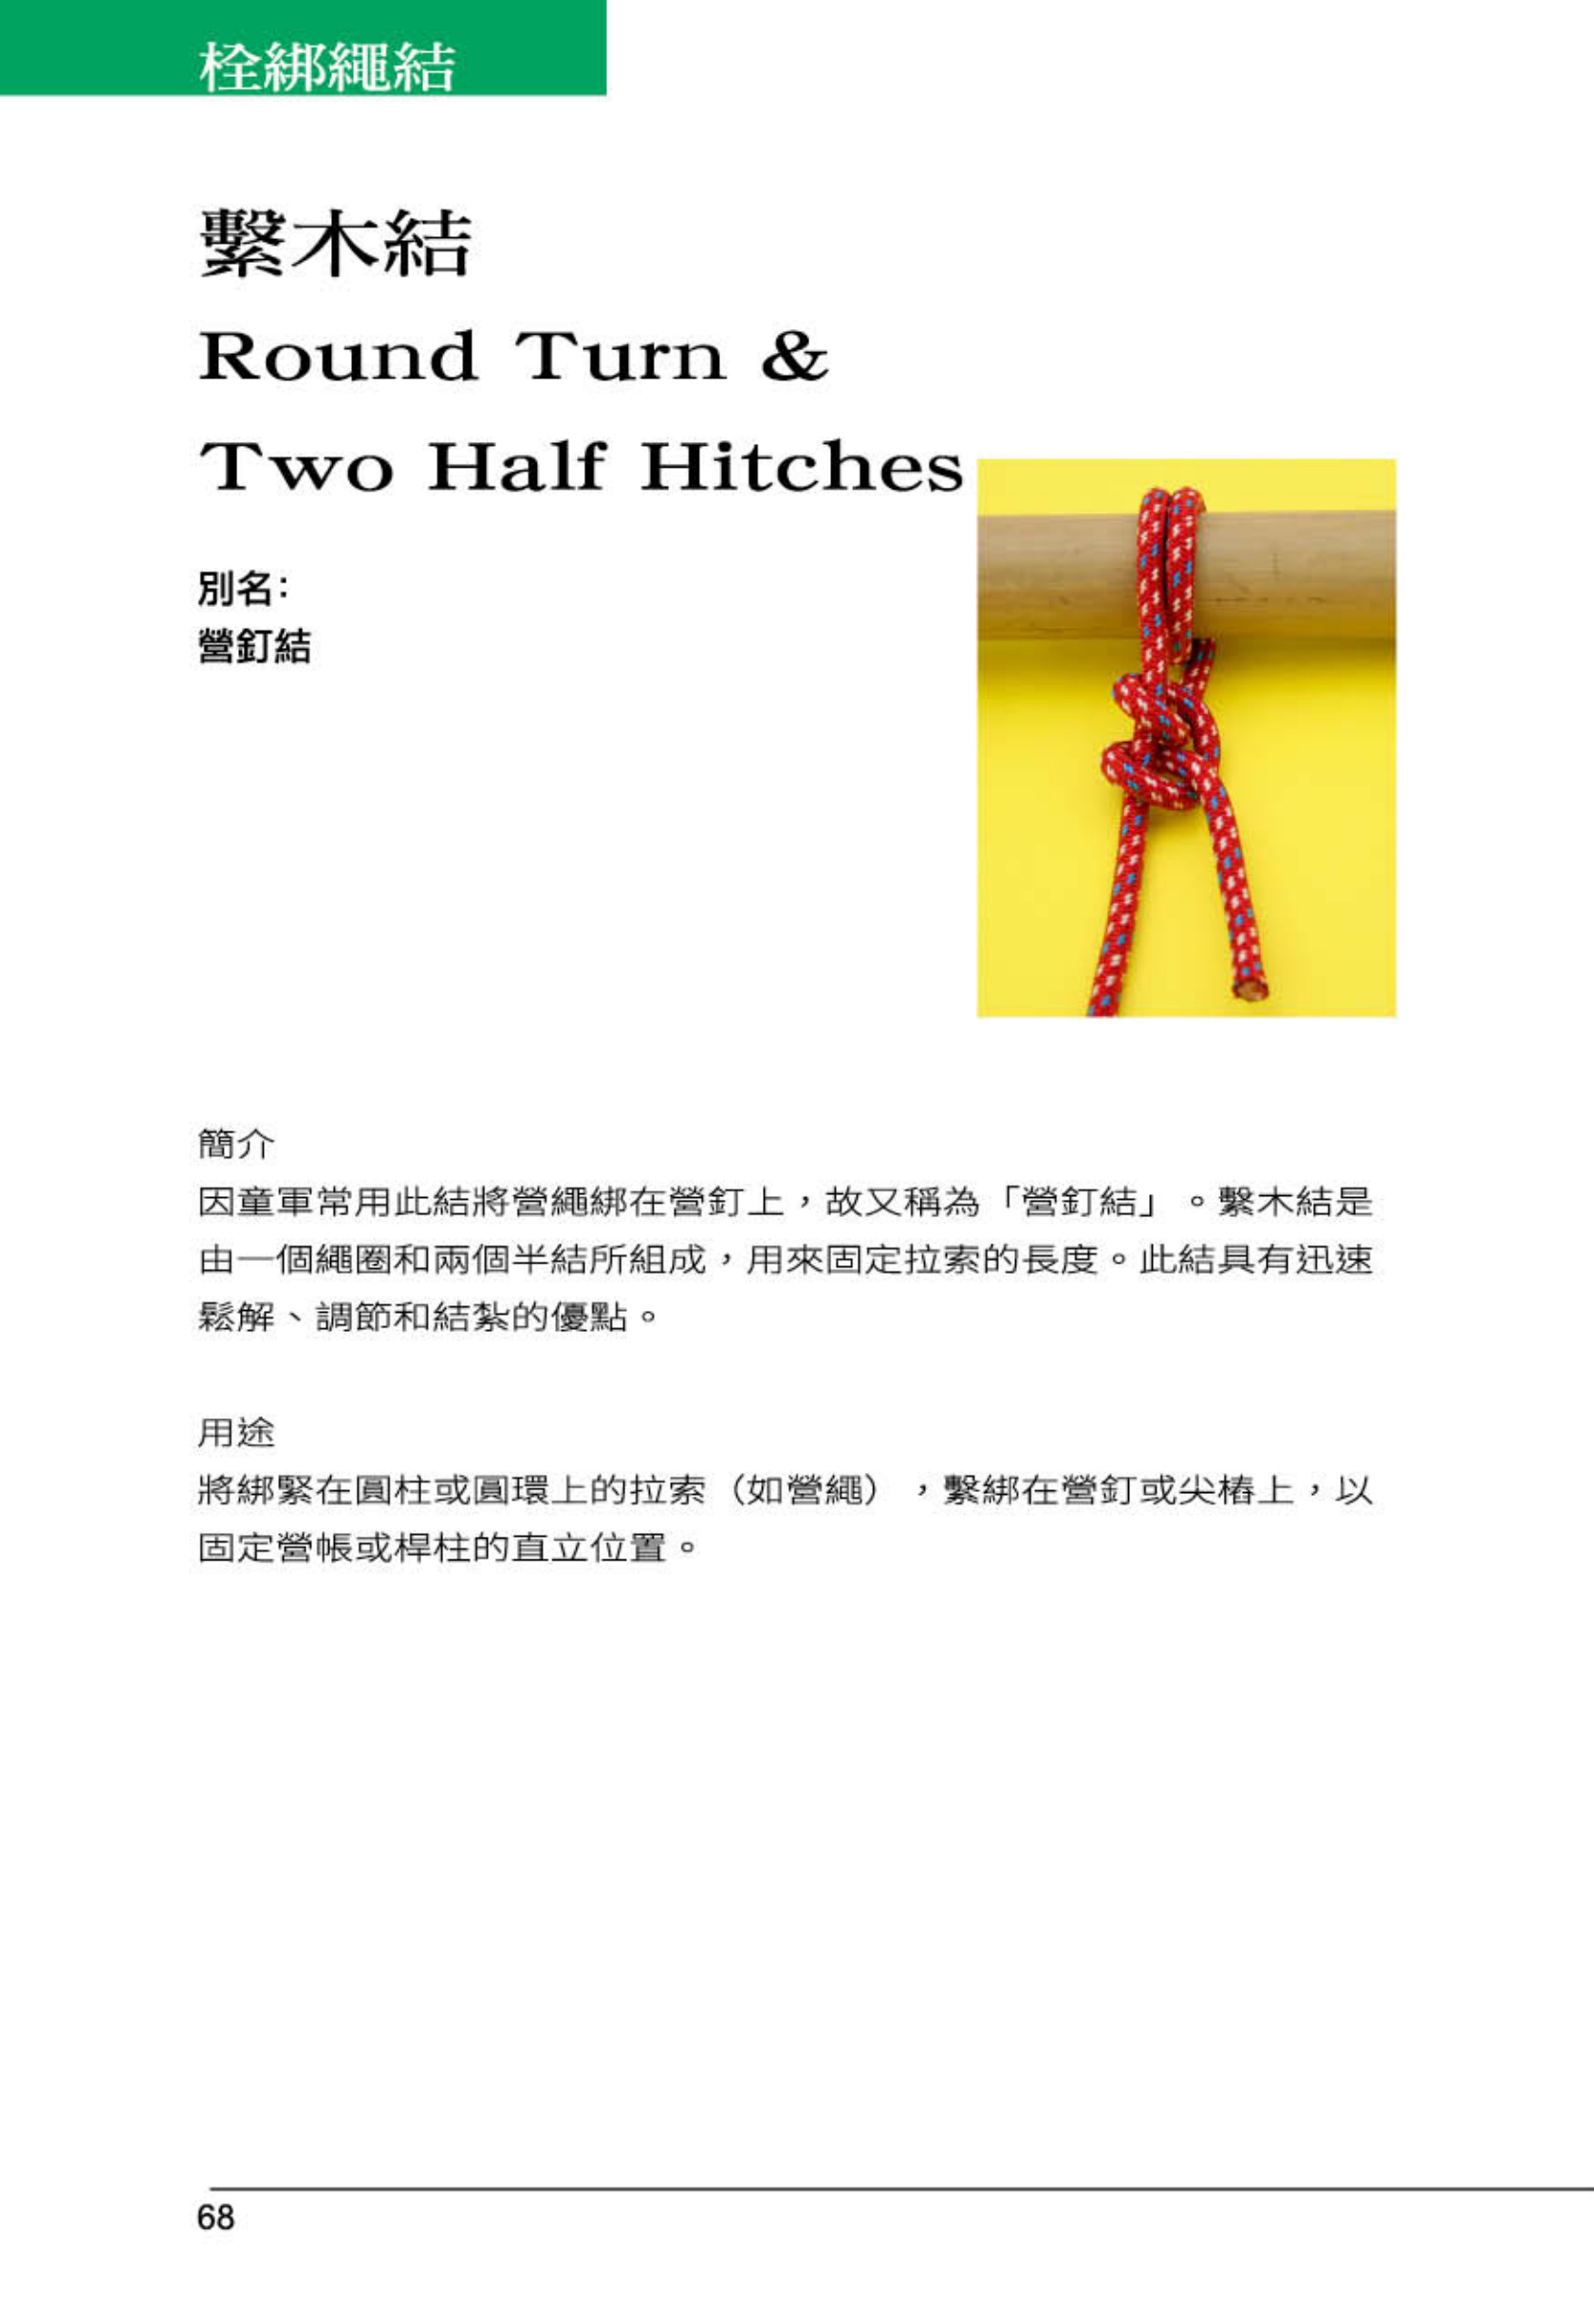 栓綁繩結
繫木結
Round Turn &
Two Half Hitches
別名：
營釘結
簡介
因童軍常用此結將營繩綁在營釘上，故又稱為「營釘結」。繫木結是
由一個繩圈和兩個半結所組成，用來固定拉索的長度。此結具有迅速
鬆解、調節和結紮的優點。
用途
將綁緊在圓柱或圓環上的拉索（如營繩），繫綁在營釘或尖樁上，以
固定營帳或桿柱的直立位置。
68